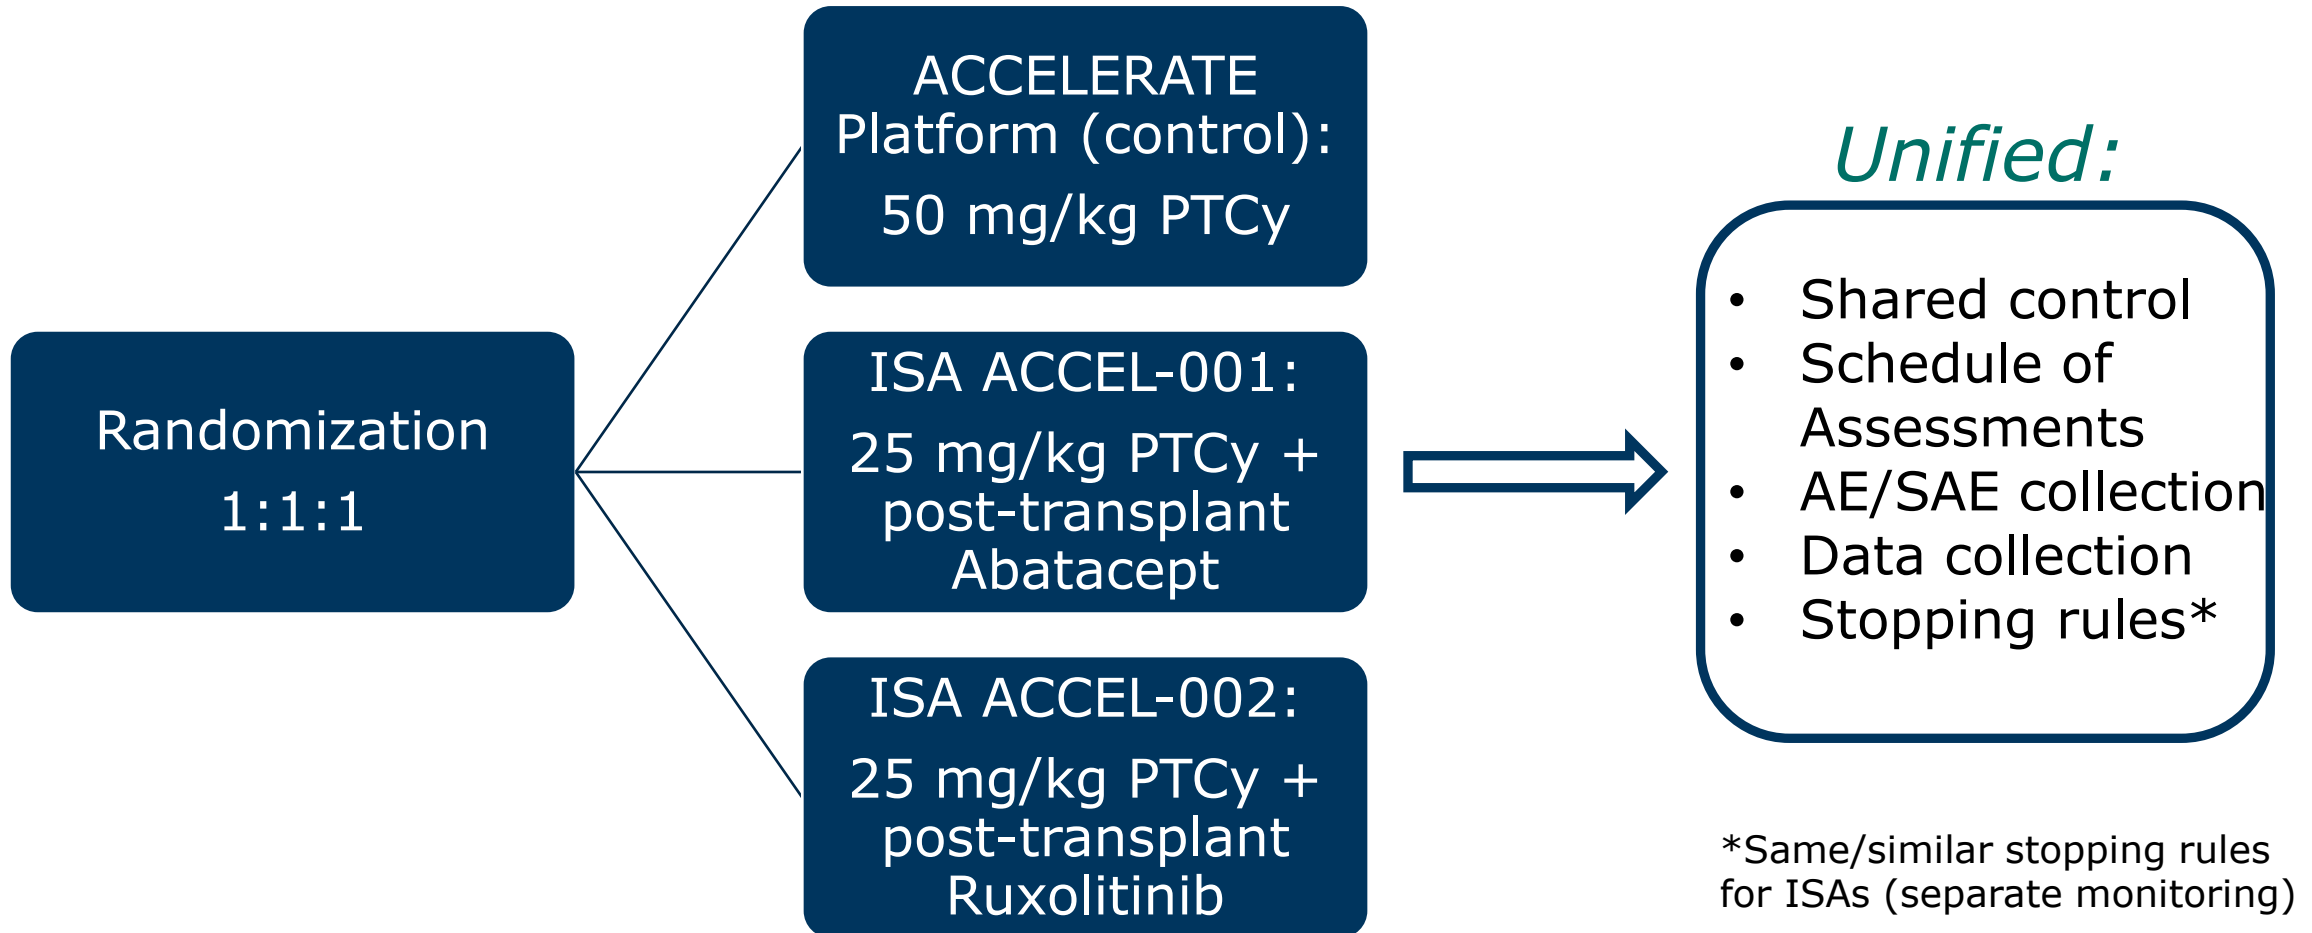 Randomization
1:1:1
ACCELERATE
Platform (control):
50 mg/kg PTCy
ISA ACCEL-001:
25 mg/kg PTCy +
post-transplant
Abatacept
ISA ACCEL-002:
25 mg/kg PTCy +
post-transplant
Ruxolitinib
Unified:
• Shared control
• Schedule of
Assessments
• AE/SAE collection
• Data collection
• Stopping rules*
*Same/similar stopping rules
for ISAs (separate monitoring)